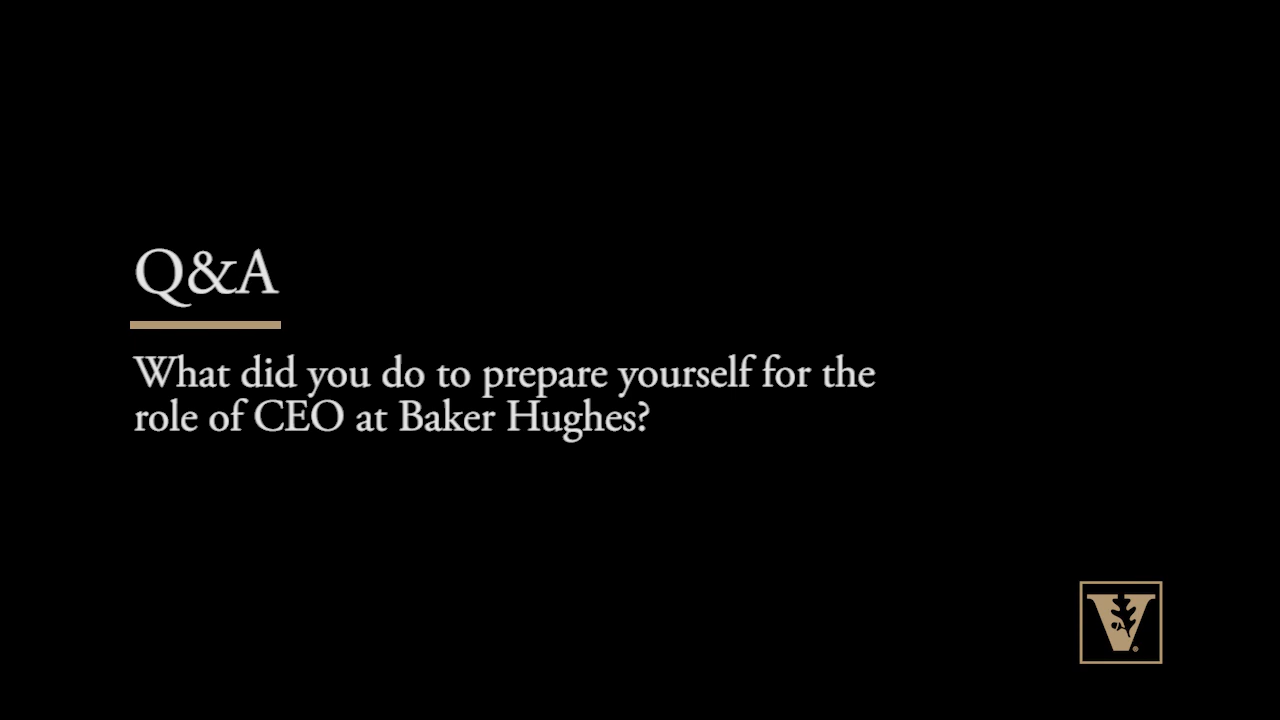 Q&A
What did you do to prepare yourself for the
role of CEO at Baker Hughes?
V